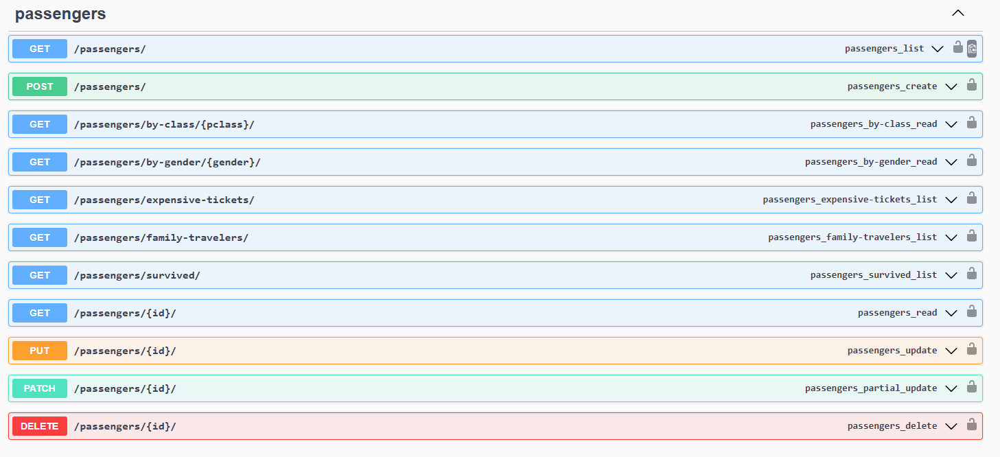 passengers
GET /passengers/ passengers_list
POST /passengers/ passengers_create
GET /passengers/by-class/{pclass}/ passengers_by-class_read
GET /passengers/by-gender/{gender}/ passengers_by-gender_read
GET /passengers/expensive-tickets/ passengers_expensive-tickets_list
GET /passengers/family-travelers/ passengers_family-travelers_list
GET /passengers/survived/ passengers_survived_list
GET /passengers/{id}/ passengers_read
PUT /passengers/{id}/ passengers_update
PATCH /passengers/{id}/ passengers_partial_update
DELETE /passengers/{id}/ passengers_delete